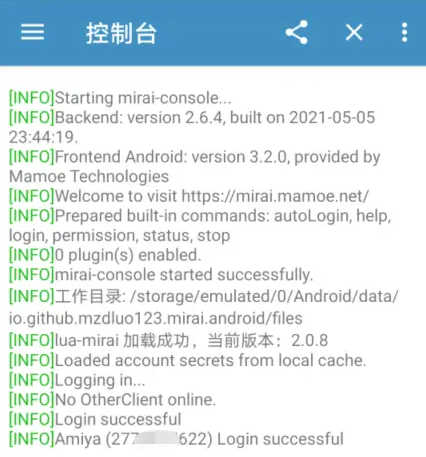 控制台
[INFO]Starting mirai-console...
[INFO]Backend: version 2.6.4, built on 2021-05-05
23:44:19.
[INFO]Frontend Android: version 3.2.0, provided by
Mamoe Technologies
[INFO]Welcome to visit https://mirai.mamoe.net/
[INFO]Prepared built-in commands: autoLogin, help,
login, permission, status, stop
[INFO]0 plugin(s) enabled.
[INFO]mirai-console started successfully.
[INFO]工作目录: /storage/emulated/0/Android/data/
io.github.mzdluo123.mirai.android/files
[INFO]lua-mirai 加载成功，当前版本：2.0.8
[INFO]Loaded account secrets from local cache.
[INFO]Logging in...
[INFO]No OtherClient online.
[INFO]Login successful
[INFO]Amiya (277 622) Login successful